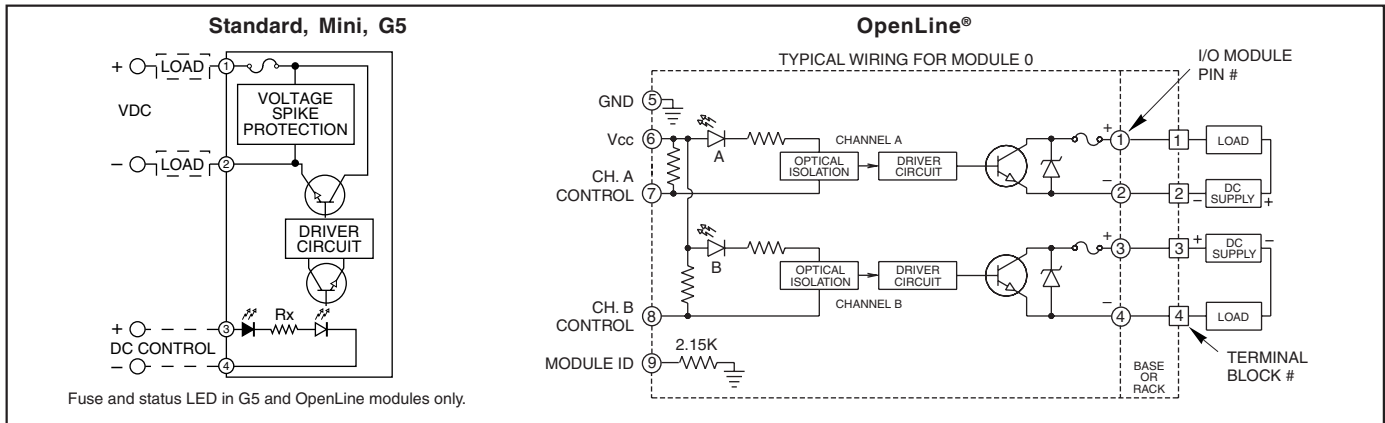 Standard, Mini, G5
+ LOAD 1
VDC
VOLTAGE
SPIKE
PROTECTION
– LOAD 2
DRIVER
CIRCUIT
Rx
+ 3
DC CONTROL
– 4
Fuse and status LED in G5 and OpenLine modules only.
OpenLine®
TYPICAL WIRING FOR MODULE 0
I/O MODULE
PIN #
GND 5
Vcc 6
A
CHANNEL A
OPTICAL
ISOLATION
DRIVER
CIRCUIT
+ 1 1 LOAD
CH. A
CONTROL 7
– 2 2 – DC
SUPPLY +
B
OPTICAL
ISOLATION
DRIVER
CIRCUIT
CHANNEL B
+ 3 3 + DC
SUPPLY –
CH. B
CONTROL 8
– 4 4 LOAD
MODULE ID 9 2.15K
BASE
OR
RACK
TERMINAL
BLOCK #